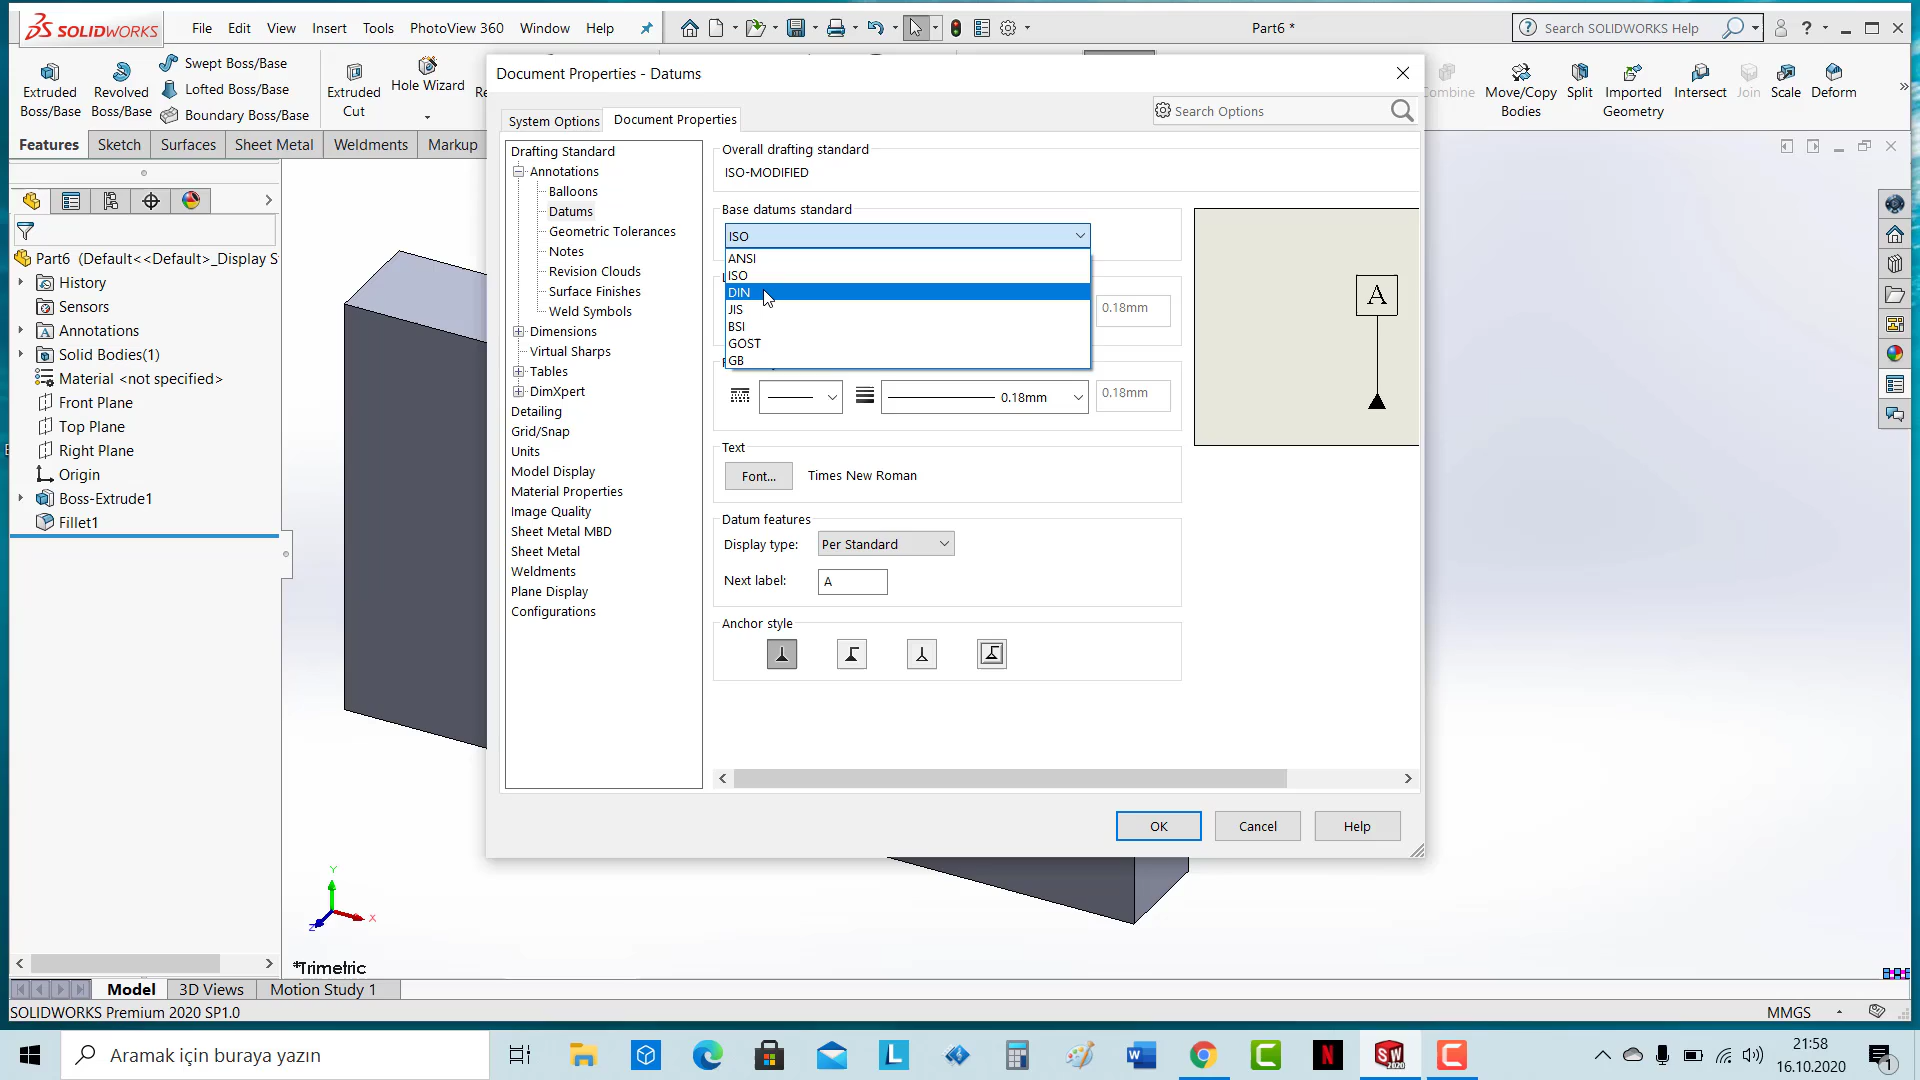 SOLIDWORKS
File Edit View Insert Tools PhotoView 360 Window Help
Part6 *
Search SOLIDWORKS Help
Extruded Boss/Base
Revolved Boss/Base
Swept Boss/Base
Lofted Boss/Base
Boundary Boss/Base
Extruded Cut
Hole Wizard
Move/Copy Bodies
Split
Imported Geometry
Intersect
Join
Scale
Deform
Features Sketch Surfaces Sheet Metal Weldments Markup
Part6 (Default<<Default>_Display S
History
Sensors
Annotations
Solid Bodies(1)
Material <not specified>
Front Plane
Top Plane
Right Plane
Origin
Boss-Extrude1
Fillet1
Document Properties - Datums
System Options
Document Properties
Search Options
Drafting Standard
Annotations
Balloons
Datums
Geometric Tolerances
Notes
Revision Clouds
Surface Finishes
Weld Symbols
Dimensions
Virtual Sharps
Tables
DimXpert
Detailing
Grid/Snap
Units
Model Display
Material Properties
Image Quality
Sheet Metal MBD
Sheet Metal
Weldments
Plane Display
Configurations
Overall drafting standard
ISO-MODIFIED
Base datums standard
ISO
ANSI
ISO
DIN
JIS
BSI
GOST
GB
0.18mm
0.18mm
0.18mm
Text
Font...
Times New Roman
Datum features
Display type:
Per Standard
Next label:
A
Anchor style
A
OK
Cancel
Help
Y
X
Z
*Trimetric
Model 3D Views Motion Study 1
SOLIDWORKS Premium 2020 SP1.0
MMGS
Aramak için buraya yazın
21:58
16.10.2020
1